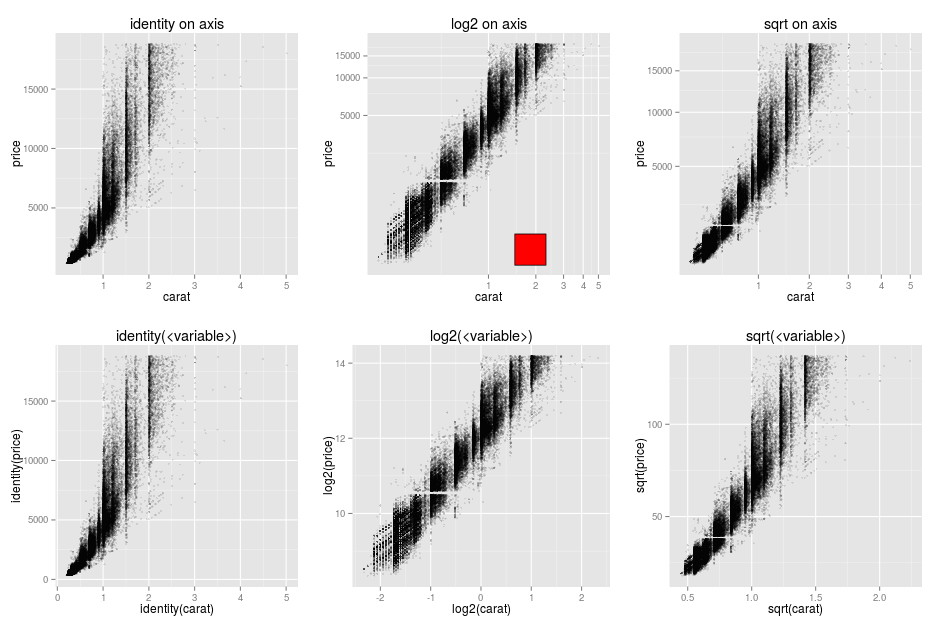 identity on axis
log2 on axis
sqrt on axis
15000
10000
5000
price
1 2 3 4 5
carat
15000
10000
5000
price
1 2 3 4 5
carat
15000
10000
5000
price
1 2 3 4 5
carat
identity(<variable>)
log2(<variable>)
sqrt(<variable>)
15000
10000
5000
0
identity(price)
0 1 2 3 4 5
identity(carat)
14
12
10
log2(price)
-2 -1 0 1 2
log2(carat)
100
50
sqrt(price)
0.5 1.0 1.5 2.0
sqrt(carat)